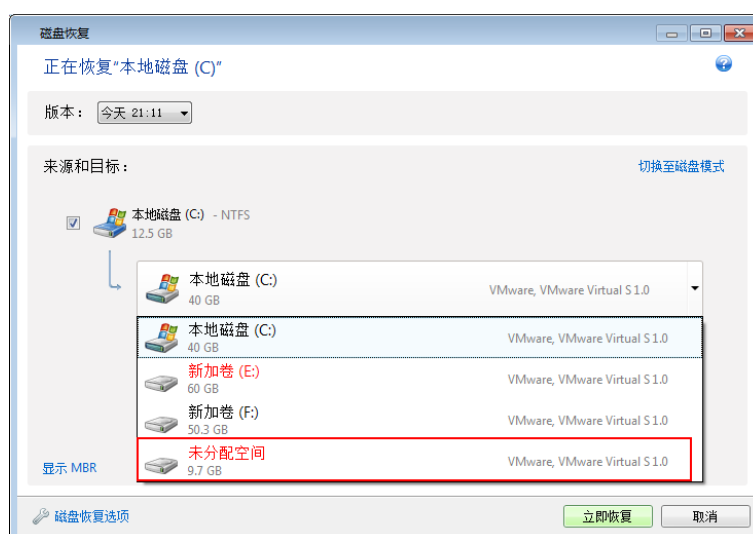 磁盘恢复
正在恢复“本地磁盘 (C)”
版本： 今天 21:11
来源和目标： 切换至磁盘模式
本地磁盘 (C:) - NTFS
12.5 GB
本地磁盘 (C:)
40 GB VMware, VMware Virtual S 1.0
本地磁盘 (C:)
40 GB VMware, VMware Virtual S 1.0
新加卷 (E:)
60 GB VMware, VMware Virtual S 1.0
新加卷 (F:)
50.3 GB VMware, VMware Virtual S 1.0
未分配空间
9.7 GB VMware, VMware Virtual S 1.0
显示 MBR
磁盘恢复选项 立即恢复 取消